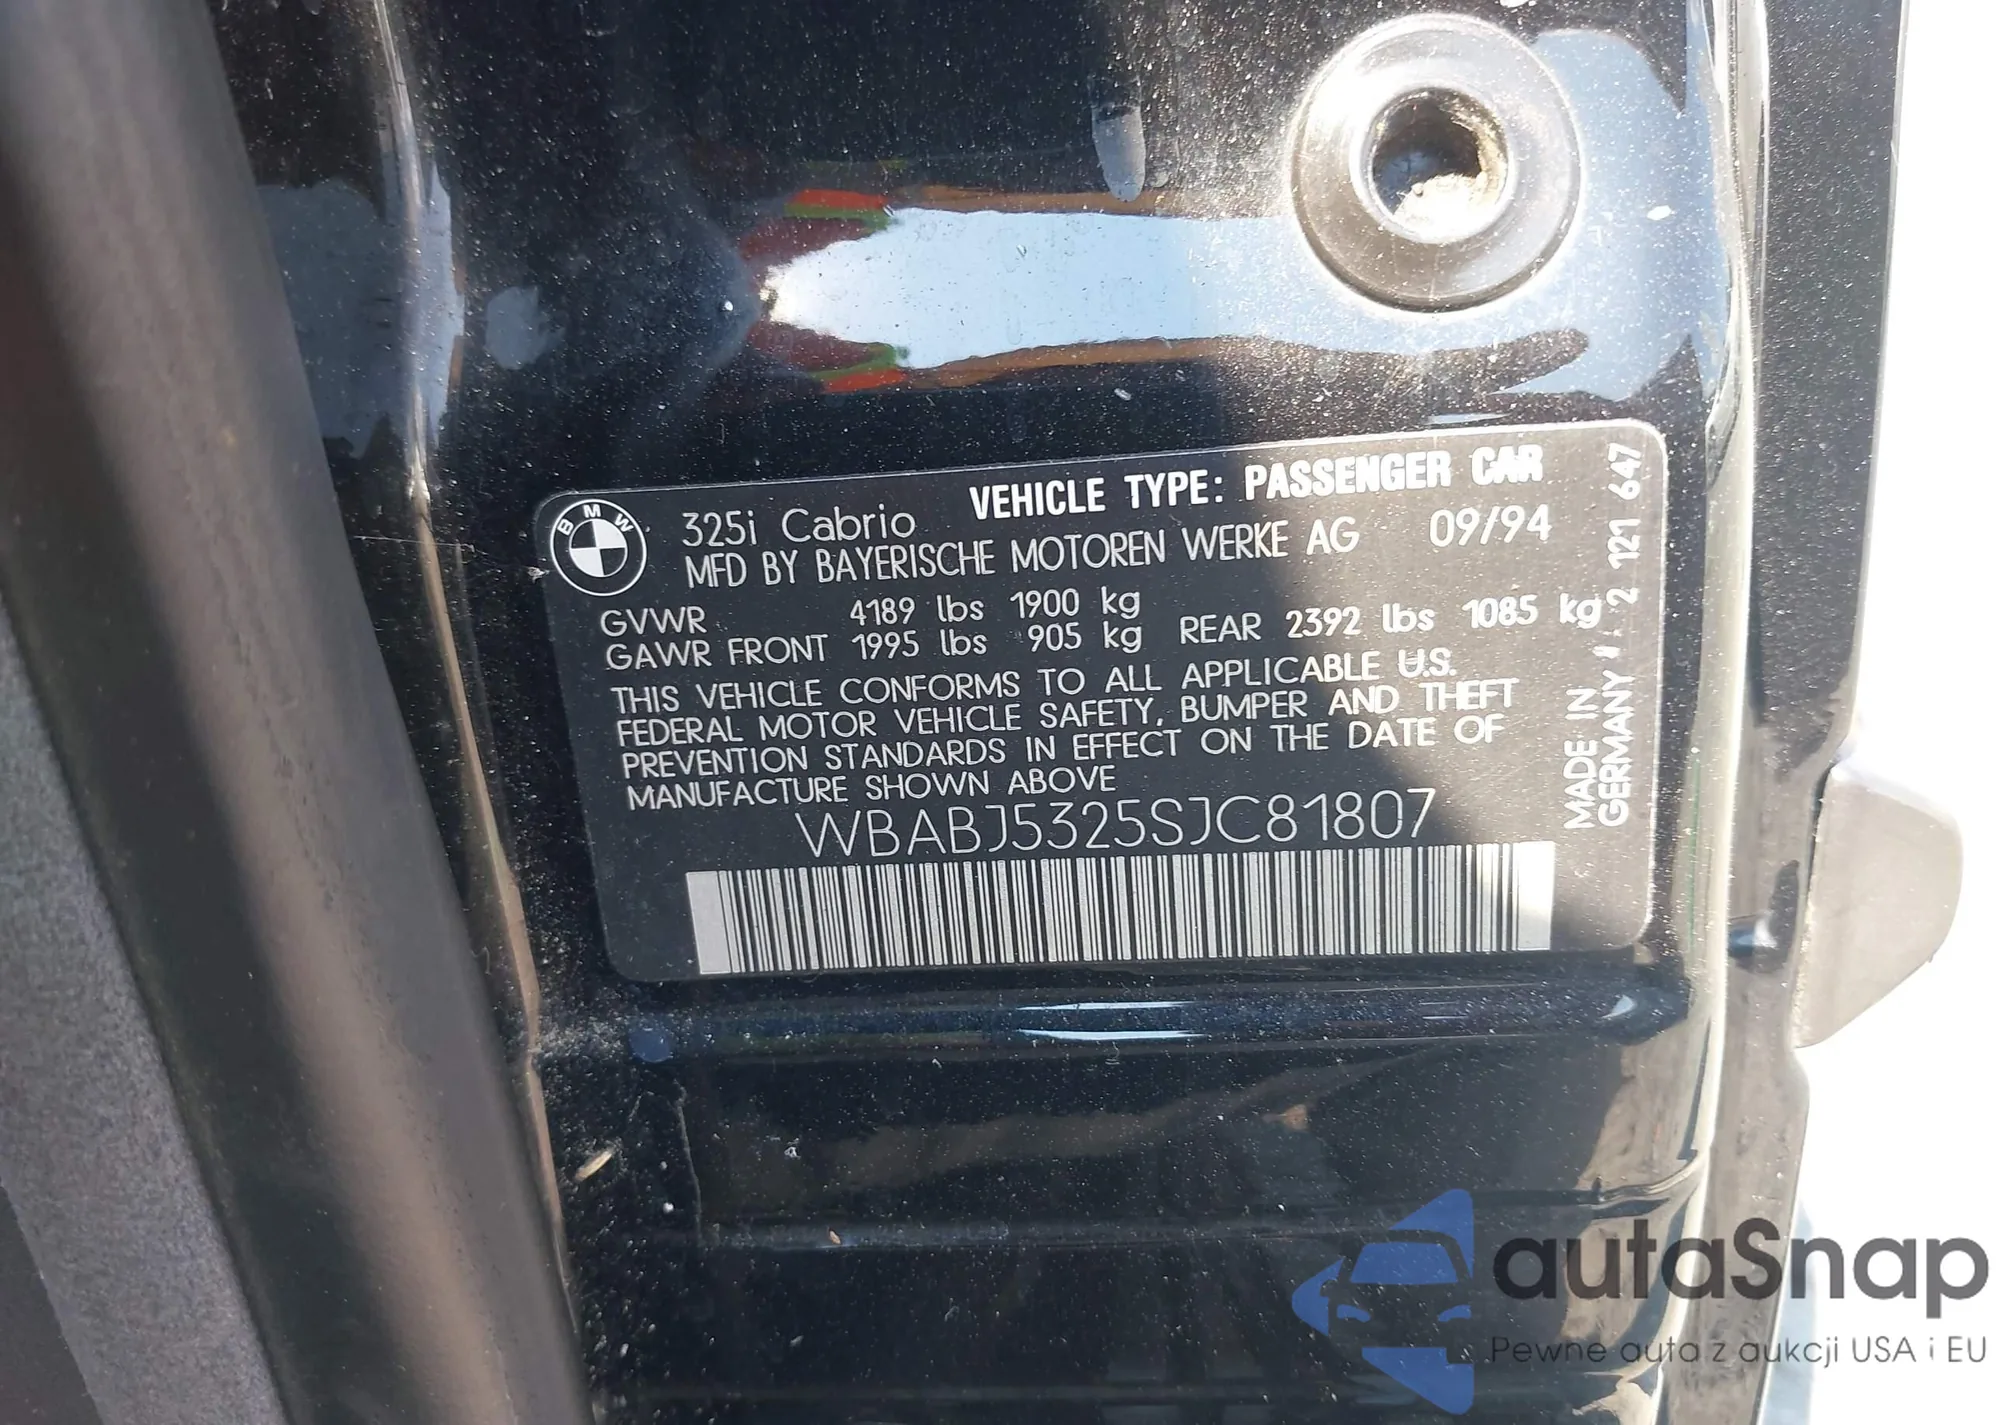 BMW
325i Cabrio
VEHICLE TYPE: PASSENGER CAR
MFD BY BAYERISCHE MOTOREN WERKE AG 09/94
GVWR 4189 lbs 1900 kg
GAWR FRONT 1995 lbs 905 kg REAR 2392 lbs 1085 kg
THIS VEHICLE CONFORMS TO ALL APPLICABLE U.S.
FEDERAL MOTOR VEHICLE SAFETY, BUMPER AND THEFT
PREVENTION STANDARDS IN EFFECT ON THE DATE OF
MANUFACTURE SHOWN ABOVE
WBABJ5325SJC81807
MADE IN
GERMANY
2 121 647
autaSnap
Pewne auta z aukcji USA i EU